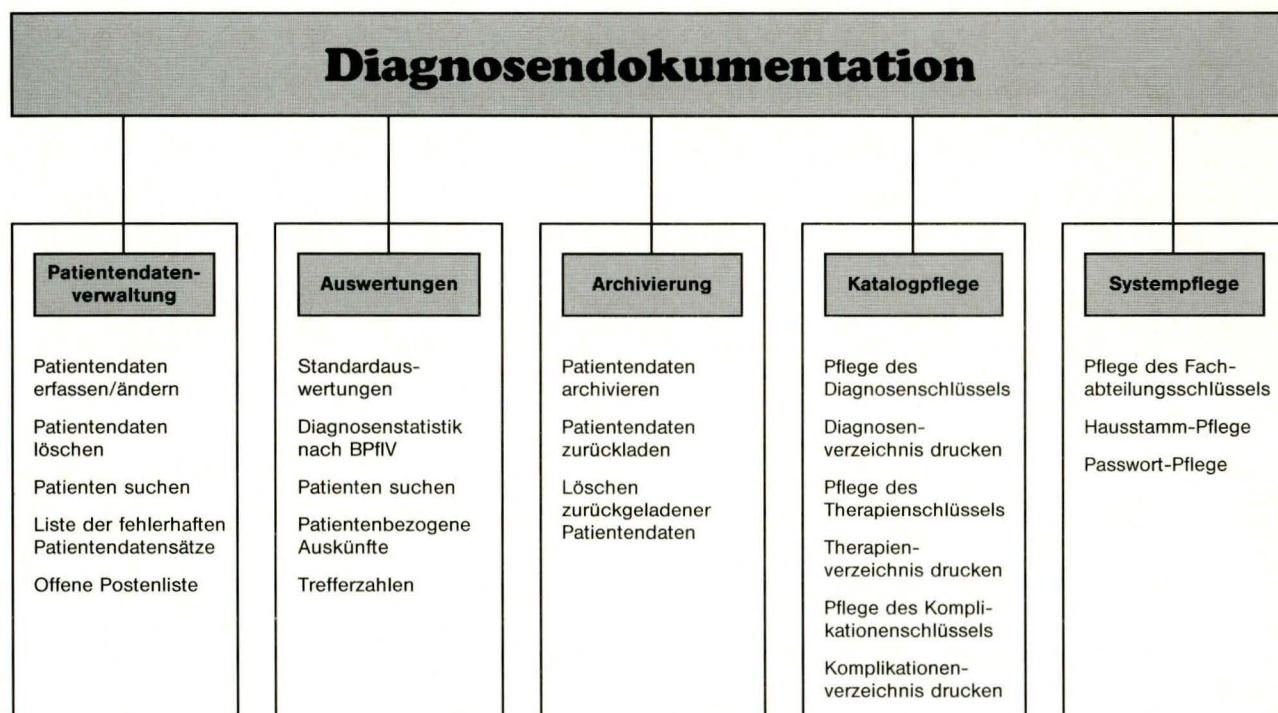 Diagnosendokumentation
Patientendaten-
verwaltung
Patientendaten
erfassen/ändern
Patientendaten
löschen
Patienten suchen
Liste der fehlerhaften
Patientendatensätze
Offene Postenliste
Auswertungen
Standardaus-
wertungen
Diagnosenstatistik
nach BPflV
Patienten suchen
Patientenbezogene
Auskünfte
Trefferzahlen
Archivierung
Patientendaten
archivieren
Patientendaten
zurückladen
Löschen
zurückgeladener
Patientendaten
Katalogpflege
Pflege des
Diagnosenschlüssels
Diagnosen-
verzeichnis drucken
Pflege des
Therapienschlüssels
Therapien-
verzeichnis drucken
Pflege des Kompli-
kationenschlüssels
Komplikationen-
verzeichnis drucken
Systempflege
Pflege des Fach-
abteilungsschlüssels
Hausstamm-Pflege
Passwort-Pflege